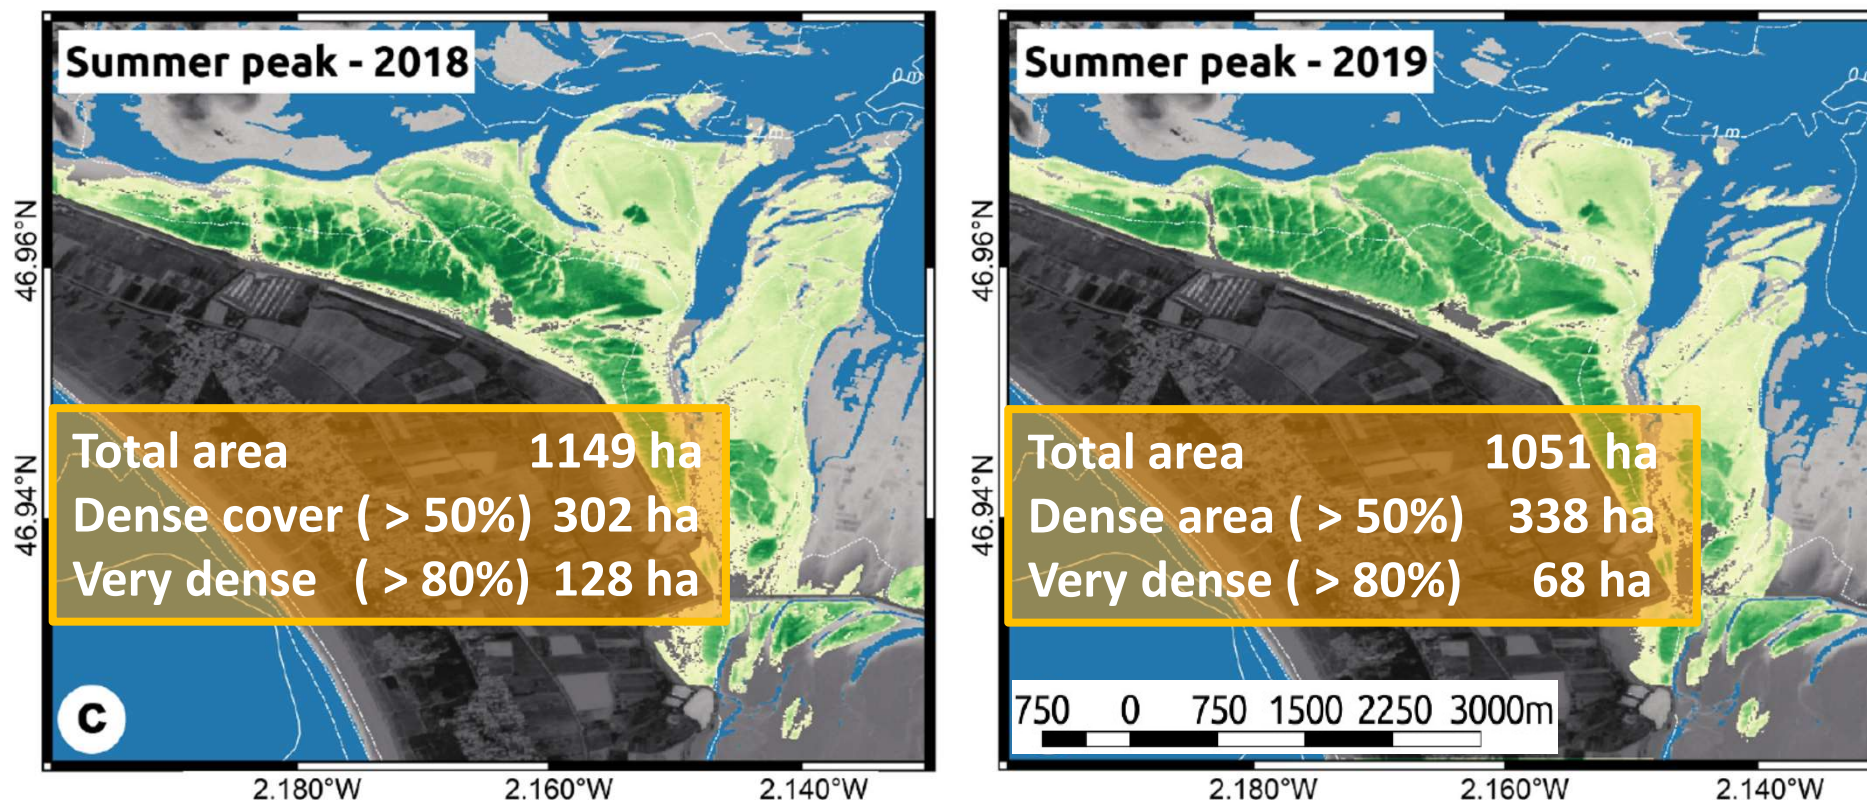 Summer peak - 2018
0 m
2 m
1 m
46.96°N
46.94°N
Total area 1149 ha
Dense cover ( > 50%) 302 ha
Very dense ( > 80%) 128 ha
C
2.180°W 2.160°W 2.140°W
Summer peak - 2019
2 m
1 m
46.96°N
46.94°N
Total area 1051 ha
Dense area ( > 50%) 338 ha
Very dense ( > 80%) 68 ha
750 0 750 1500 2250 3000m
2.180°W 2.160°W 2.140°W